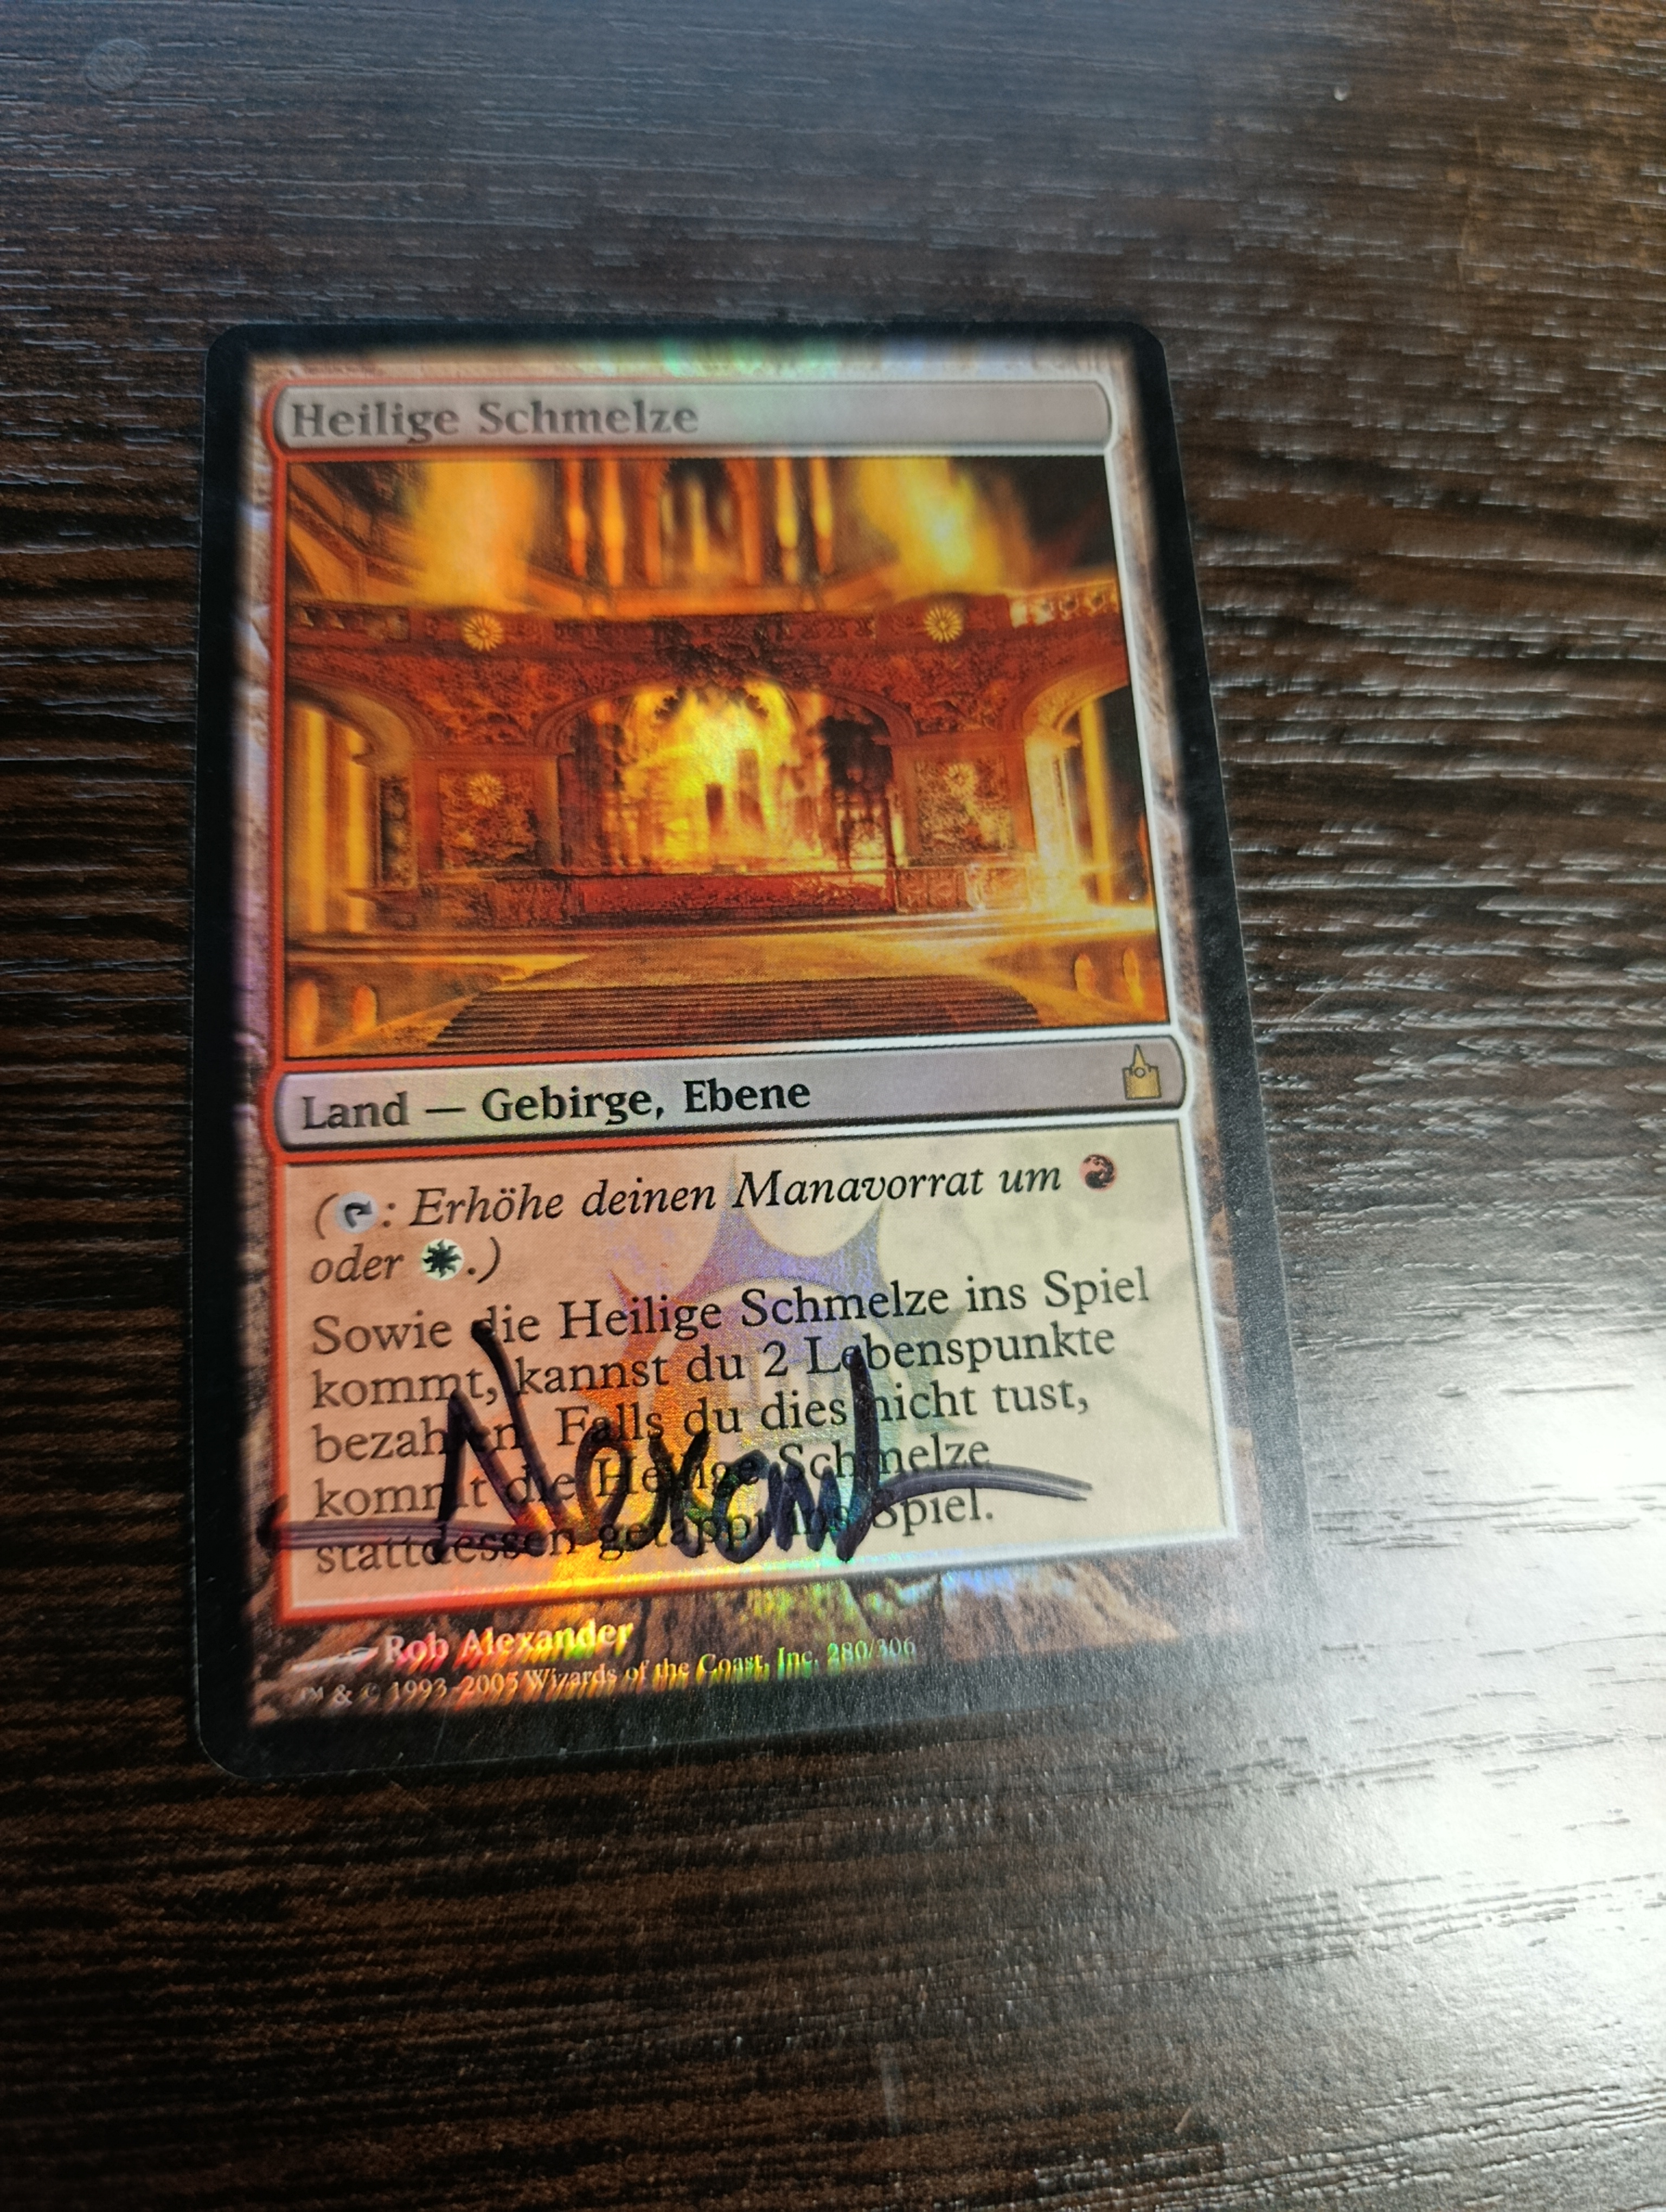 Heilige Schmelze
Land — Gebirge, Ebene
(: Erhöhe deinen Manavorrat um
oder .)
Sowie die Heilige Schmelze ins Spiel
kommt, kannst du 2 Lebenspunkte
bezahlen. Falls du dies nicht tust,
kommt die Heilige Schmelze
stattdessen getappt ins Spiel.
Rob Alexander
™ & © 1993-2005 Wizards of the Coast, Inc. 280/306